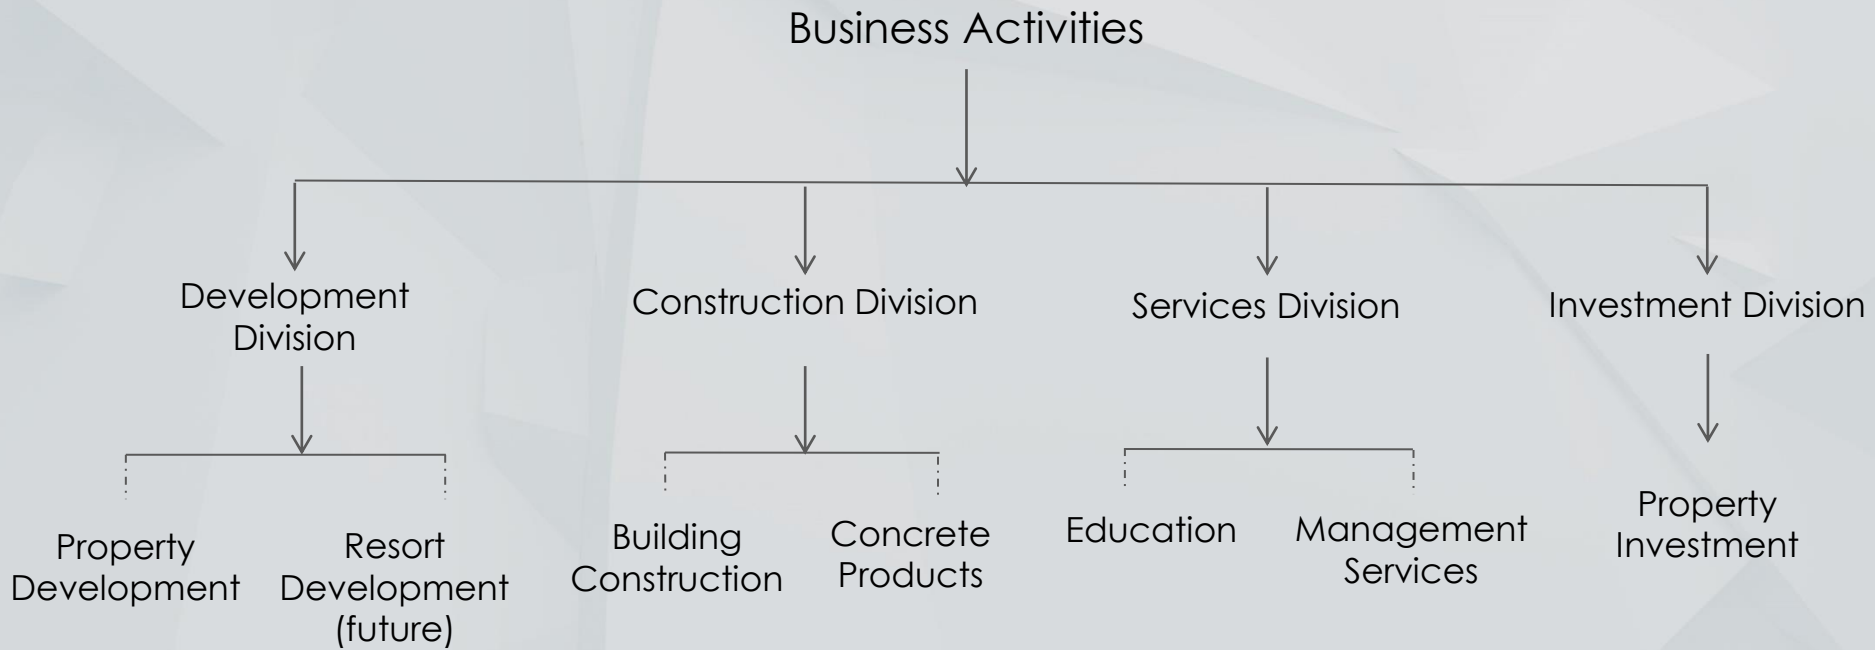 Business Activities
Development
Division
Construction Division
Services Division
Investment Division
Property
Development
Resort
Development
(future)
Building
Construction
Concrete
Products
Education
Management
Services
Property
Investment